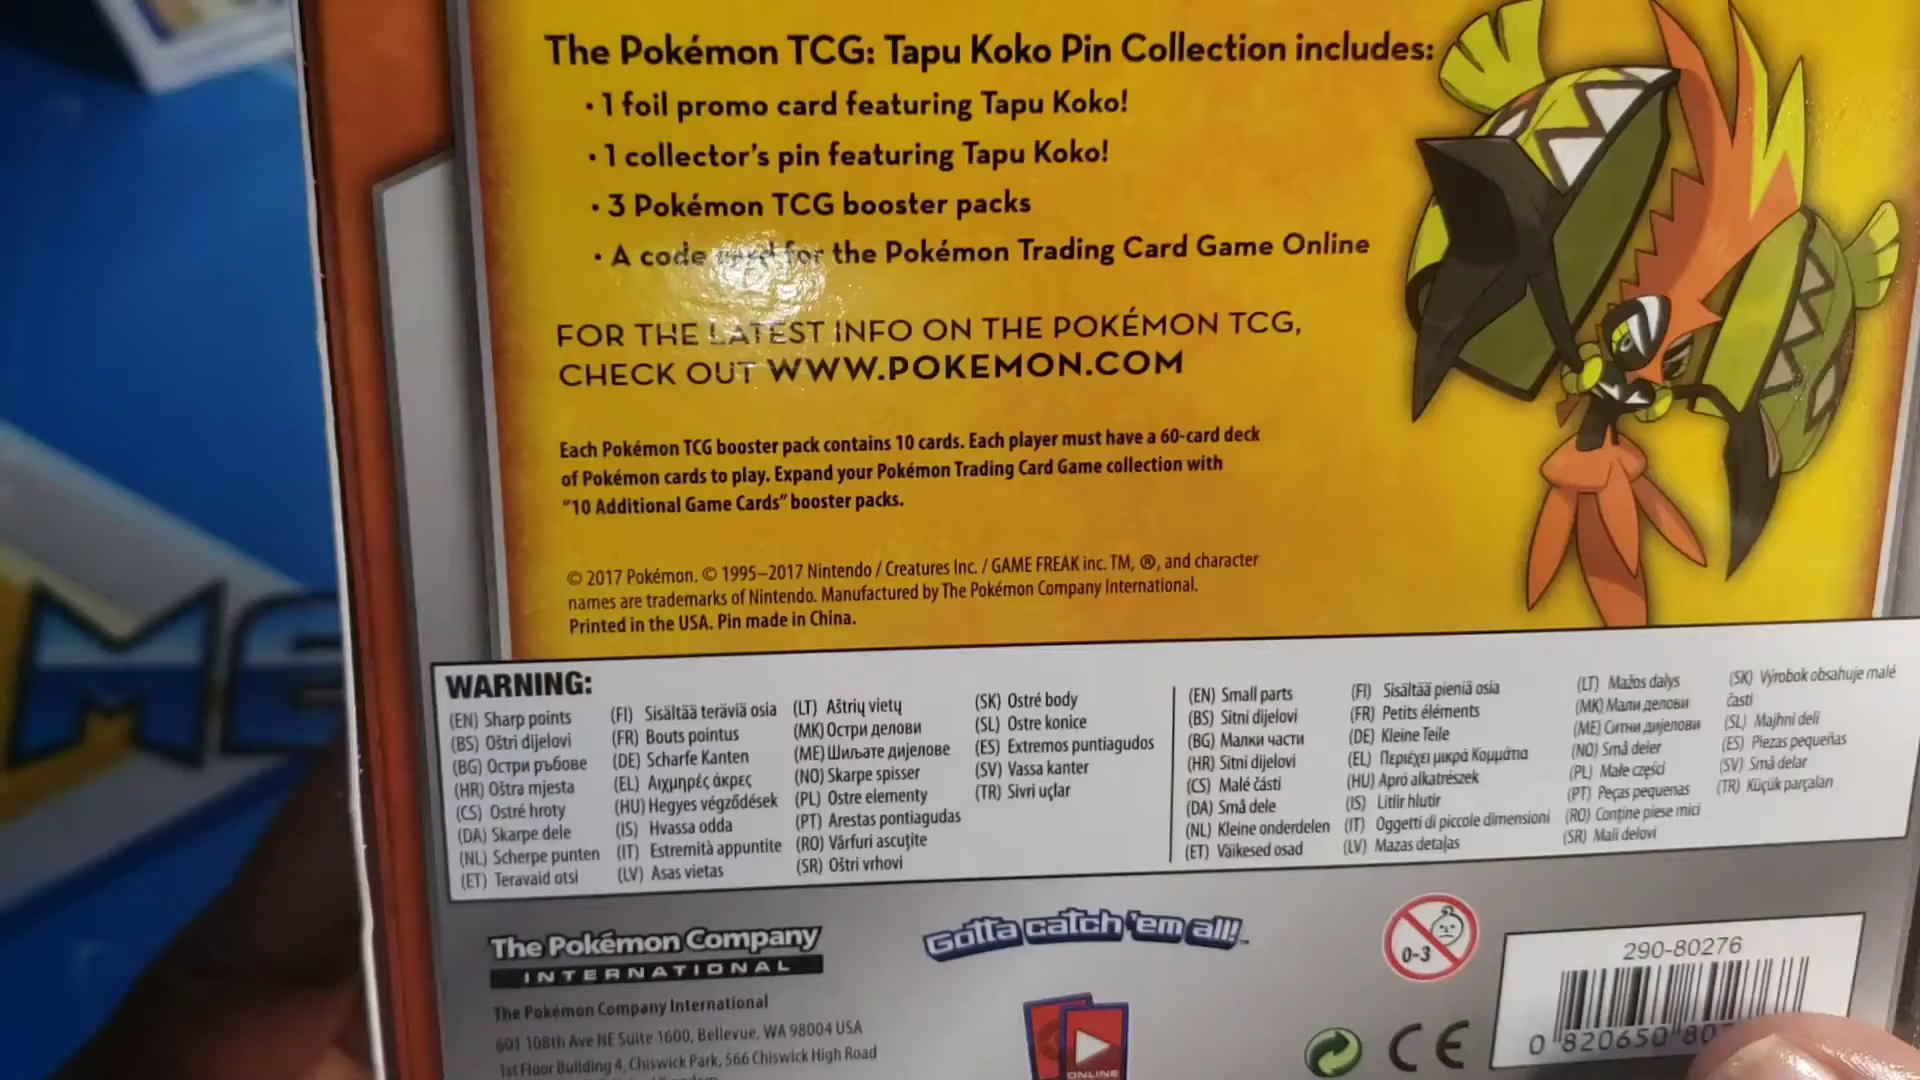 The Pokémon TCG: Tapu Koko Pin Collection includes:
• 1 foil promo card featuring Tapu Koko!
• 1 collector's pin featuring Tapu Koko!
• 3 Pokémon TCG booster packs
• A code card for the Pokémon Trading Card Game Online
FOR THE LATEST INFO ON THE POKÉMON TCG,
CHECK OUT WWW.POKEMON.COM
Each Pokémon TCG booster pack contains 10 cards. Each player must have a 60-card deck
of Pokémon cards to play. Expand your Pokémon Trading Card Game collection with
"10 Additional Game Cards" booster packs.
© 2017 Pokémon. © 1995–2017 Nintendo / Creatures Inc. / GAME FREAK inc. TM, ®, and character
names are trademarks of Nintendo. Manufactured by The Pokémon Company International.
Printed in the USA. Pin made in China.
WARNING:
(EN) Sharp points
(BS) Oštri dijelovi
(BG) Остри ръбове
(HR) Oštra mjesta
(CS) Ostré hroty
(DA) Skarpe dele
(NL) Scherpe punten
(ET) Teravaid otsi
(FI) Sisältää teräviä osia
(FR) Bouts pointus
(DE) Scharfe Kanten
(EL) Αιχμηρές άκρες
(HU) Hegyes végződések
(IS) Hvassa odda
(IT) Estremità appuntite
(LV) Asas vietas
(LT) Aštrių vietų
(MK) Остри делови
(ME) Шиљате дијелове
(NO) Skarpe spisser
(PL) Ostre elementy
(PT) Arestas pontiagudas
(RO) Vârfuri ascuțite
(SR) Oštri vrhovi
(SK) Ostré body
(SL) Ostre konice
(ES) Extremos puntiagudos
(SV) Vassa kanter
(TR) Sivri uçlar
(EN) Small parts
(BS) Sitni dijelovi
(BG) Малки части
(HR) Sitni dijelovi
(CS) Malé části
(DA) Små dele
(NL) Kleine onderdelen
(ET) Väikesed osad
(FI) Sisältää pieniä osia
(FR) Petits éléments
(DE) Kleine Teile
(EL) Περιέχει μικρά Κομμάτια
(HU) Apró alkatrészek
(IS) Litlir hlutir
(IT) Oggetti di piccole dimensioni
(LV) Mazas detaļas
(LT) Mažos dalys
(MK) Мали делови
(ME) Ситни дијелови
(NO) Små deler
(PL) Małe części
(PT) Peças pequenas
(RO) Conține piese mici
(SR) Mali delovi
(SK) Výrobok obsahuje malé
časti
(SL) Majhni deli
(ES) Piezas pequeñas
(SV) Små delar
(TR) Küçük parçaları
The Pokémon Company
INTERNATIONAL
The Pokémon Company International
601 108th Ave NE Suite 1600, Bellevue, WA 98004 USA
1st Floor Building 4, Chiswick Park, 566 Chiswick High Road
Gotta catch 'em all!™
ONLINE
0-3
CE
290-80276
0 820650 80
ME